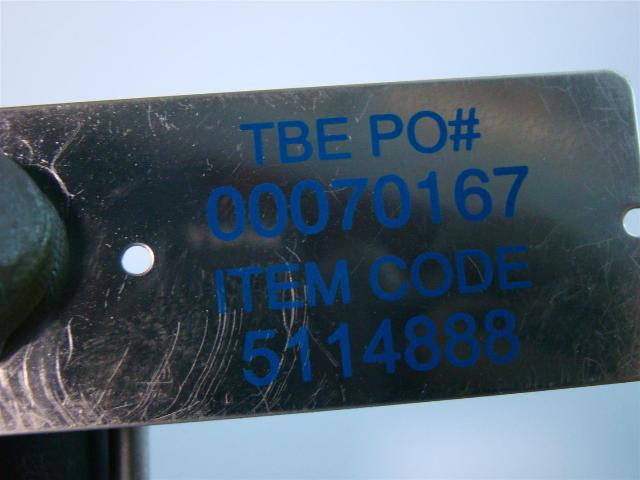 TBE PO#
00070167
ITEM CODE
5114888